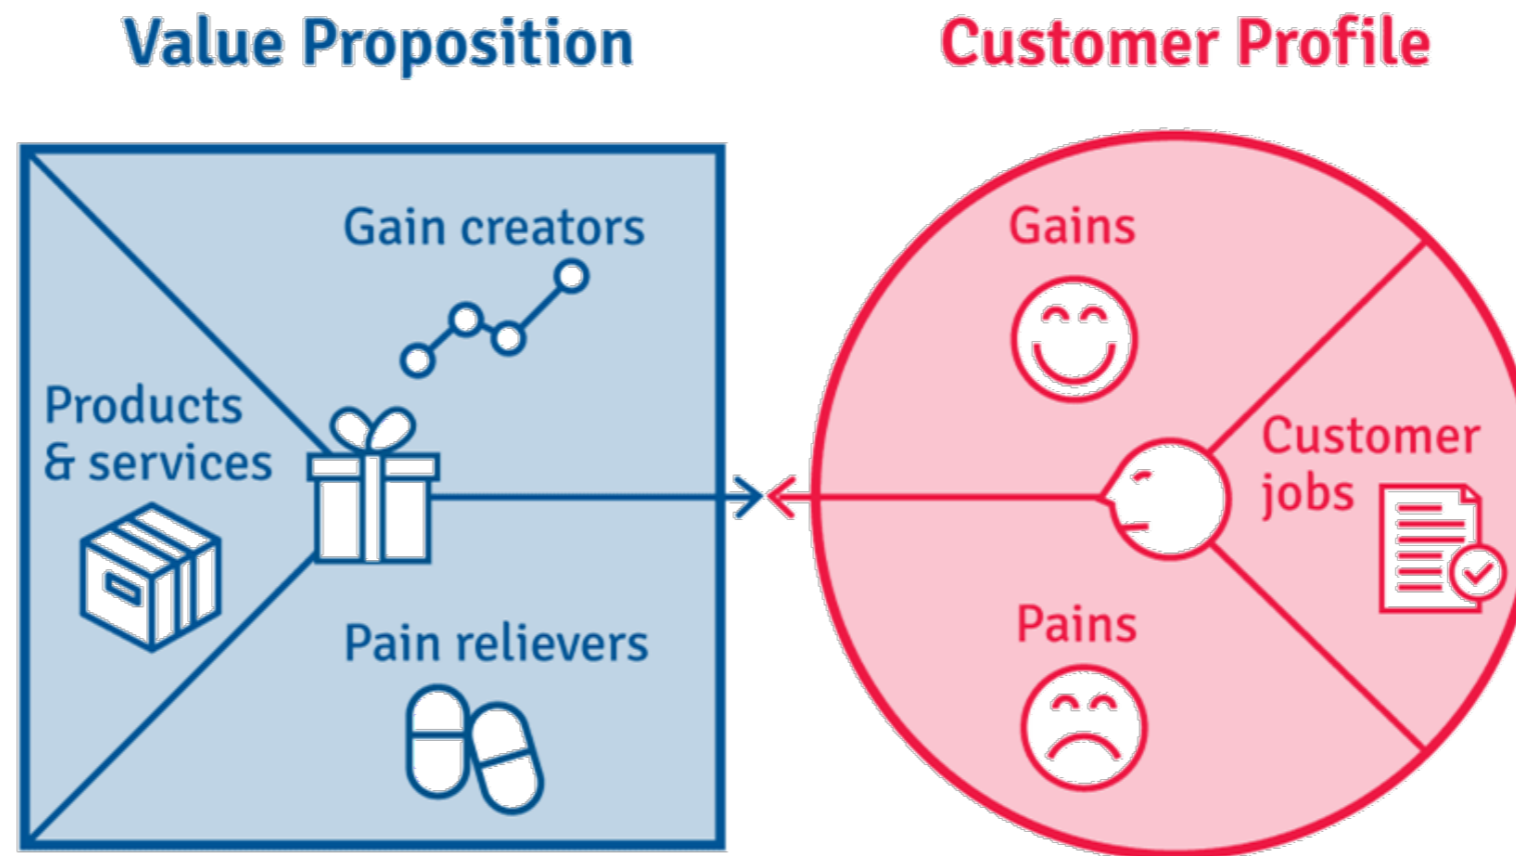 Value Proposition
Customer Profile
Gain creators
Products
& services
Pain relievers
Gains
Customer
jobs
Pains